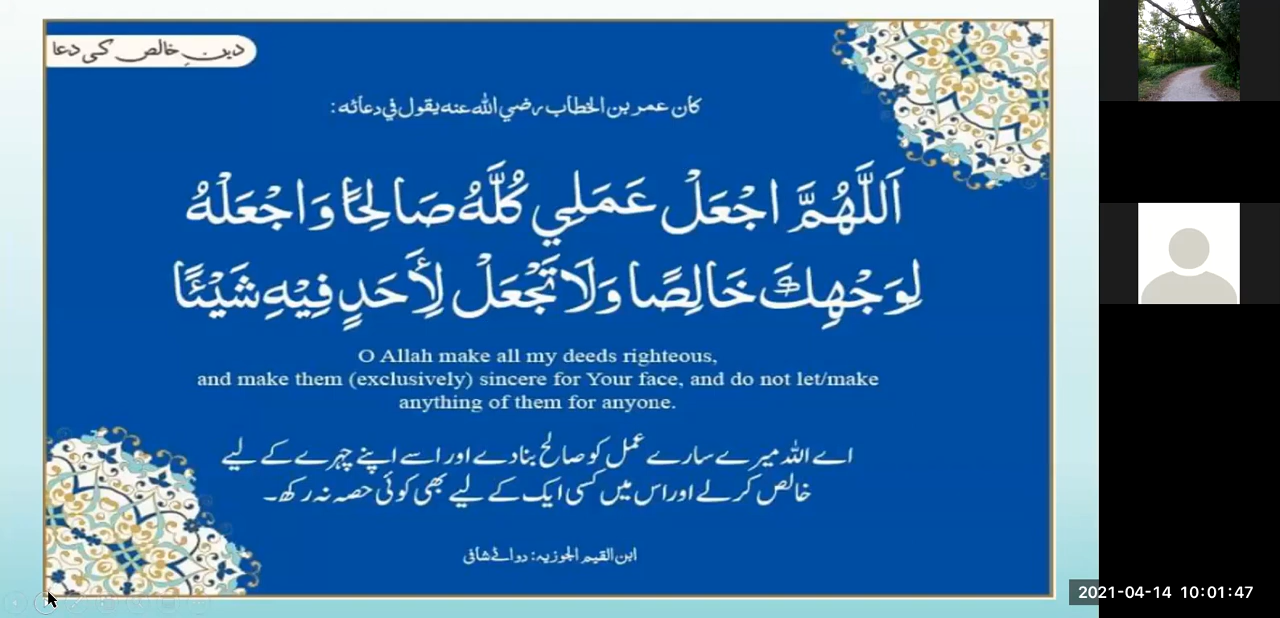 دینِ خالص کی دعا
كان عمر بن الخطاب رضي الله عنه يقول في دعائه:
اَللَّهُمَّ اجْعَلْ عَمَلِي كُلَّهُ صَالِحًا وَاجْعَلْهُ
لِوَجْهِكَ خَالِصًا وَلَا تَجْعَلْ لِأَحَدٍ فِيْهِ شَيْئًا
O Allah make all my deeds righteous,
and make them (exclusively) sincere for Your face, and do not let/make
anything of them for anyone.
اے اللہ میرے سارے عمل کو صالح بنا دے اور اسے اپنے چہرے کے لیے
خالص کر لے اور اس میں کسی ایک کے لیے بھی کوئی حصہ نہ رکھ۔
ابن القیم الجوزیہ: دوائے شافی
2021-04-14 10:01:47